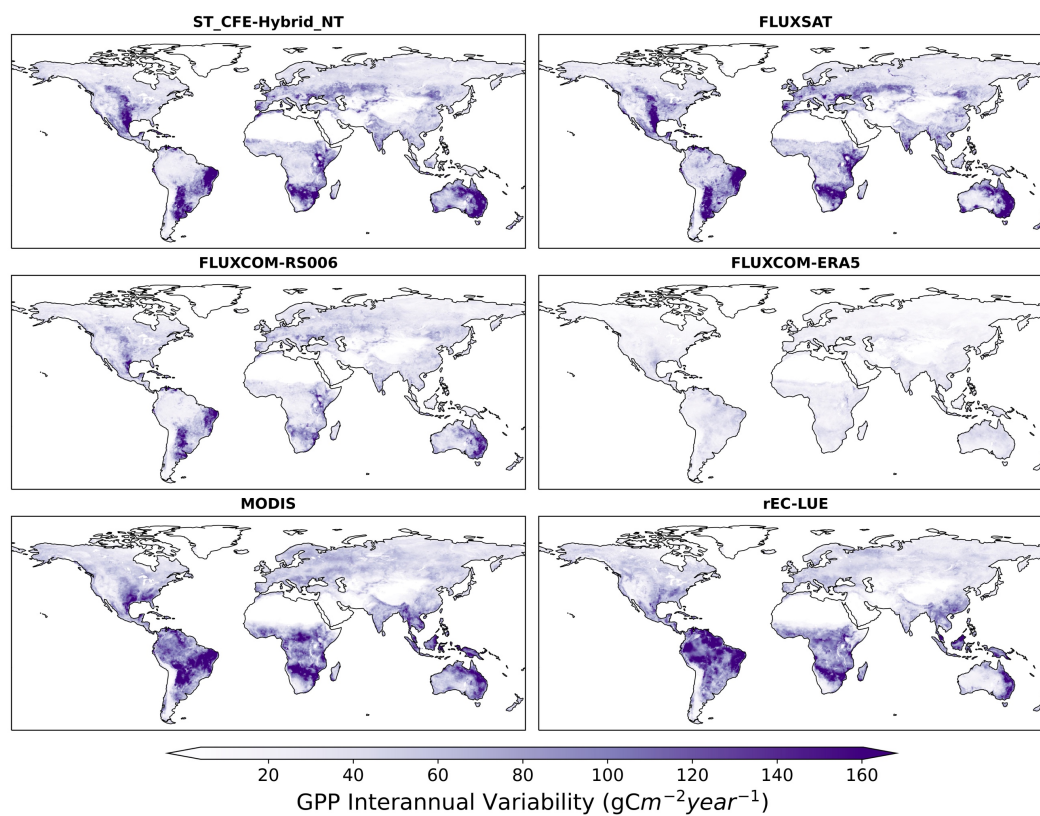 ST_CFE-Hybrid_NT FLUXSAT
FLUXCOM-RS006 FLUXCOM-ERA5
MODIS rEC-LUE
20 40 60 80 100 120 140 160
GPP Interannual Variability (gCm⁻²year⁻¹)